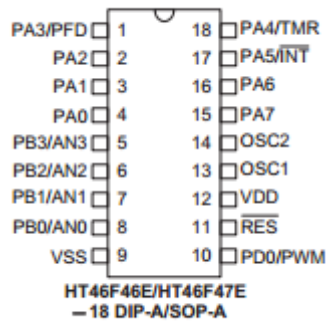 PA3/PFD 1 18 PA4/TMR
PA2 2 17 PA5/INT
PA1 3 16 PA6
PA0 4 15 PA7
PB3/AN3 5 14 OSC2
PB2/AN2 6 13 OSC1
PB1/AN1 7 12 VDD
PB0/AN0 8 11 RES
VSS 9 10 PD0/PWM
HT46F46E/HT46F47E
– 18 DIP-A/SOP-A